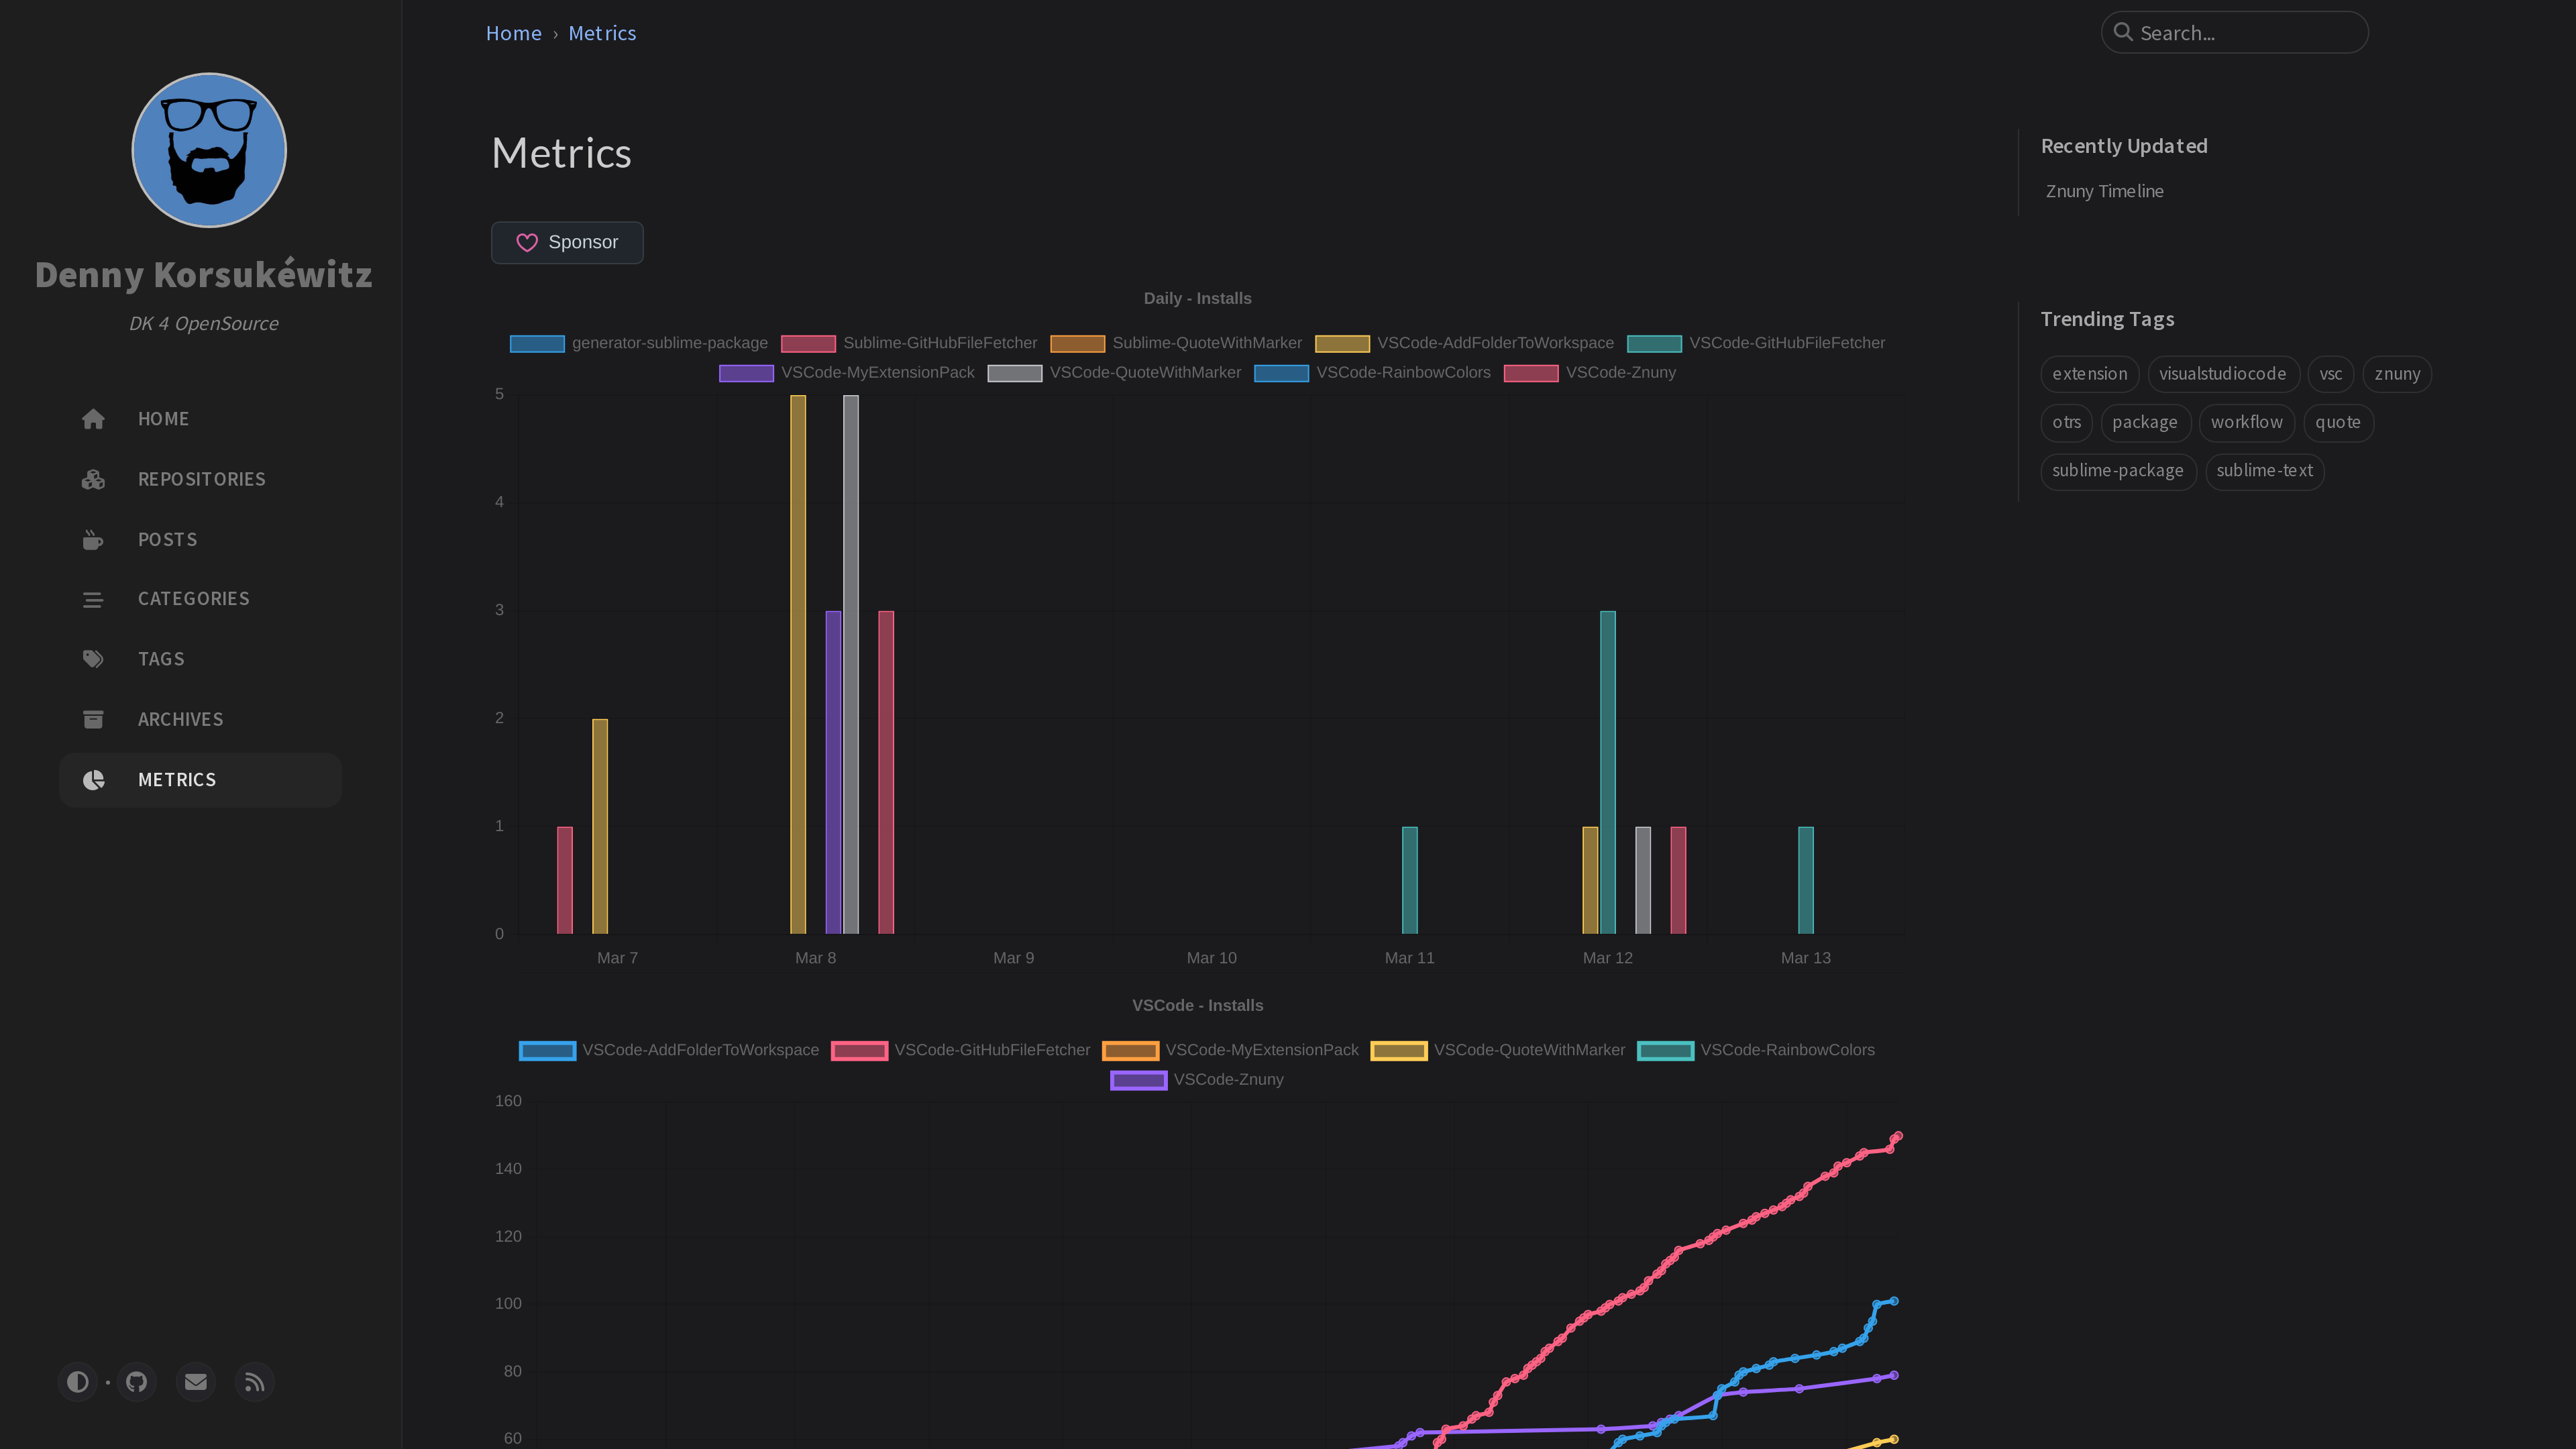 Denny Korsukéwitz
DK 4 OpenSource
HOME
REPOSITORIES
POSTS
CATEGORIES
TAGS
ARCHIVES
METRICS
Home › Metrics
Search...
Metrics
Sponsor
Daily - Installs
generator-sublime-package Sublime-GitHubFileFetcher Sublime-QuoteWithMarker VSCode-AddFolderToWorkspace VSCode-GitHubFileFetcher
VSCode-MyExtensionPack VSCode-QuoteWithMarker VSCode-RainbowColors VSCode-Znuny
5
4
3
2
1
0
Mar 7 Mar 8 Mar 9 Mar 10 Mar 11 Mar 12 Mar 13
VSCode - Installs
VSCode-AddFolderToWorkspace VSCode-GitHubFileFetcher VSCode-MyExtensionPack VSCode-QuoteWithMarker VSCode-RainbowColors
VSCode-Znuny
160
140
120
100
80
60
Recently Updated
Znuny Timeline
Trending Tags
extension visualstudiocode vsc znuny
otrs package workflow quote
sublime-package sublime-text